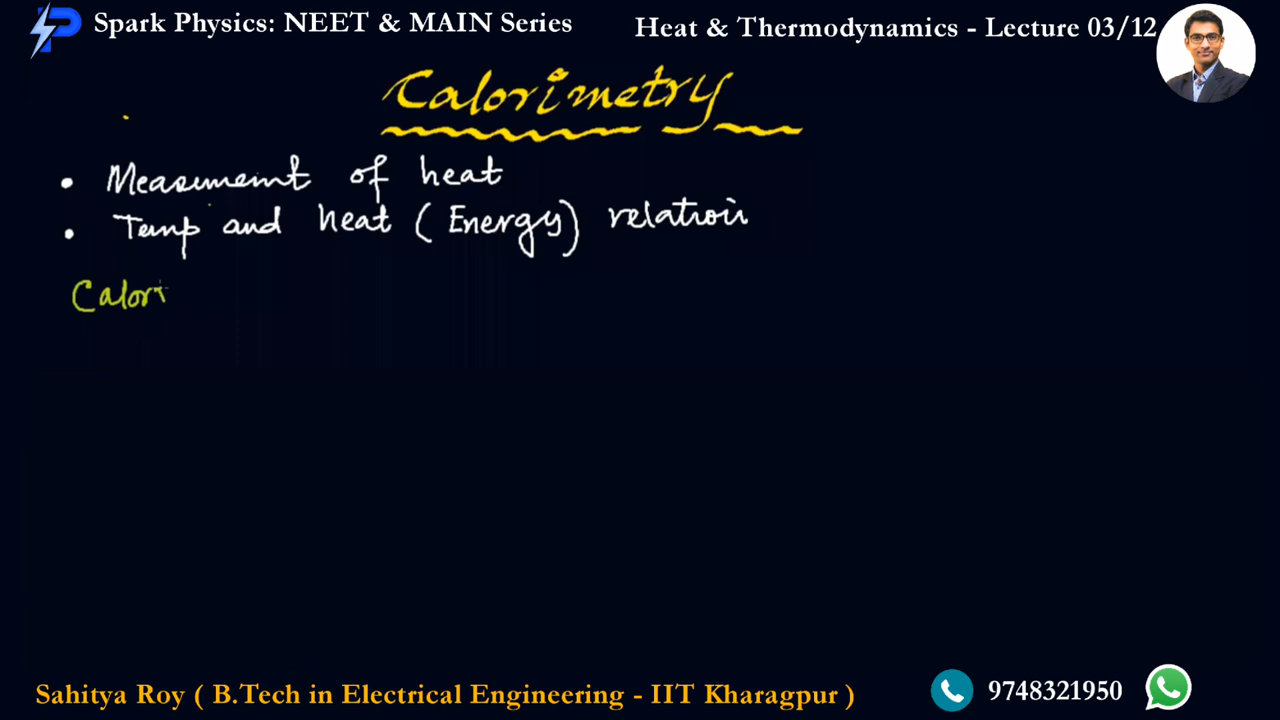 Spark Physics: NEET & MAIN Series
Heat & Thermodynamics - Lecture 03/12
Calorimetry
• Measurement of heat
• Temp and heat (Energy) relation
Calori
Sahitya Roy ( B.Tech in Electrical Engineering - IIT Kharagpur )
9748321950